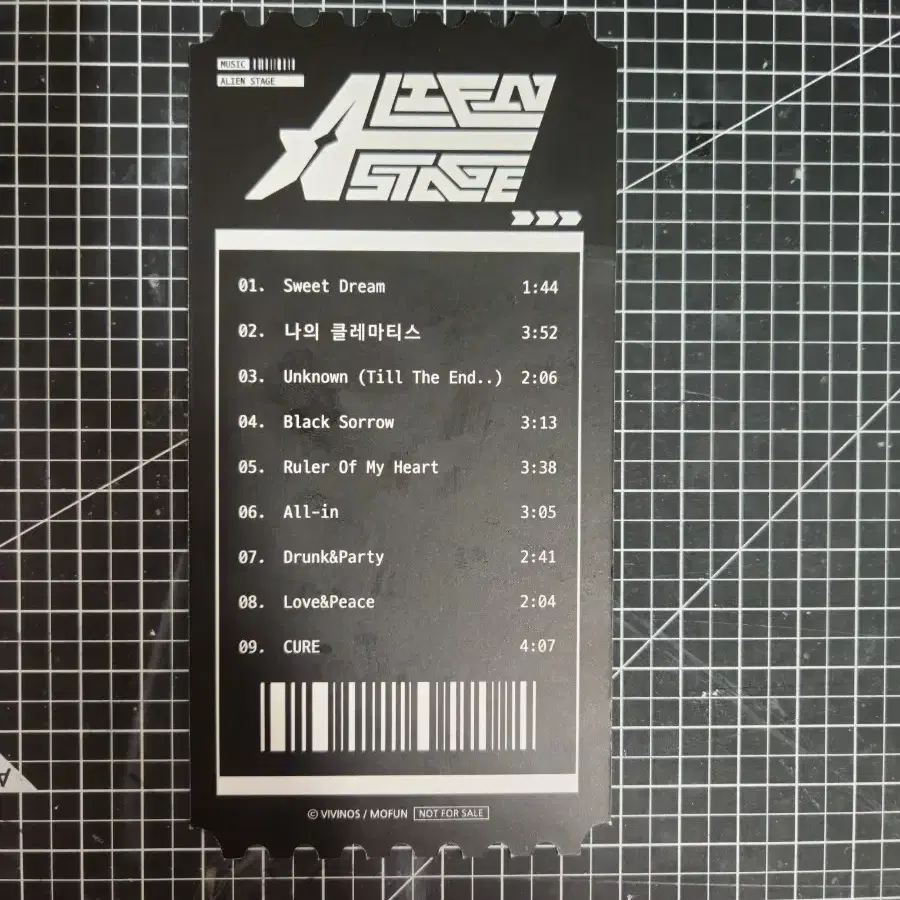 MUSIC
ALIEN STAGE
ALIEN
STAGE
01. Sweet Dream 1:44
02. 나의 클레마티스 3:52
03. Unknown (Till The End..) 2:06
04. Black Sorrow 3:13
05. Ruler Of My Heart 3:38
06. All-in 3:05
07. Drunk&Party 2:41
08. Love&Peace 2:04
09. CURE 4:07
© VIVINOS / MOFUN NOT FOR SALE
A